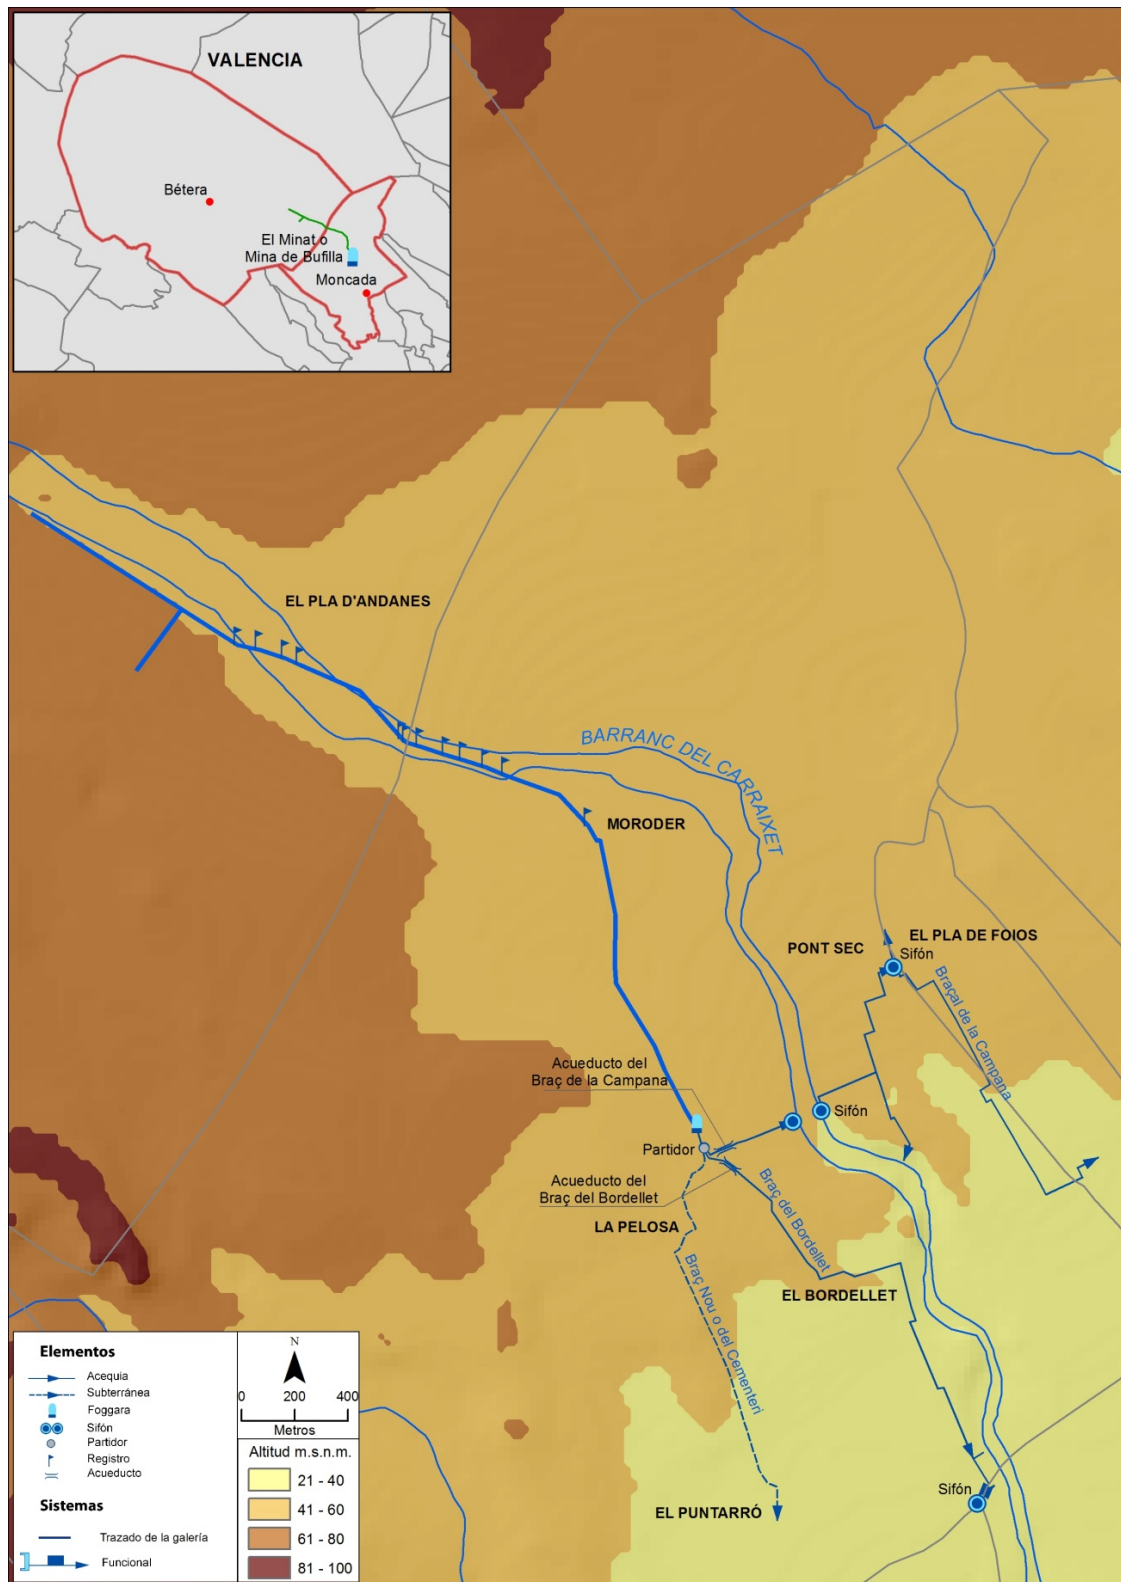 VALENCIA
Bétera
El Minat o
Mina de Bufilla
Moncada
EL PLA D'ANDANES
BARRANC DEL CARRAIXET
MORODER
EL PLA DE FOIOS
PONT SEC
Sifón
Braçal de la Campana
Acueducto del
Braç de la Campana
Sifón
Partidor
Acueducto del
Braç del Bordellet
Braç del Bordellet
LA PELOSA
Braç Nou o del Cementeri
EL BORDELLET
Sifón
EL PUNTARRÓ
Elementos
Acequia
Subterránea
Foggara
Sifón
Partidor
Registro
Acueducto
Sistemas
Trazado de la galería
Funcional
N
0 200 400
Metros
Altitud m.s.n.m.
21 - 40
41 - 60
61 - 80
81 - 100